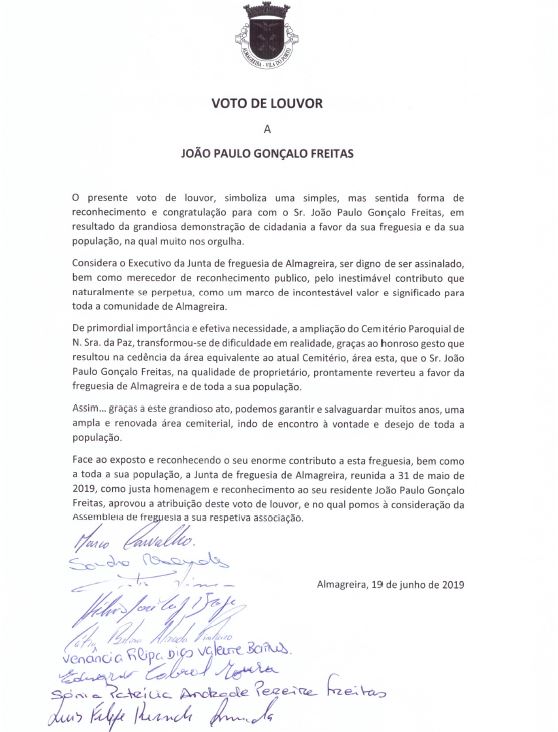 ALMAGREIRA - VILA DO PORTO
VOTO DE LOUVOR
A
JOÃO PAULO GONÇALO FREITAS
O presente voto de louvor, simboliza uma simples, mas sentida forma de
reconhecimento e congratulação para com o Sr. João Paulo Gonçalo Freitas, em
resultado da grandiosa demonstração de cidadania a favor da sua freguesia e da sua
população, na qual muito nos orgulha.
Considera o Executivo da Junta de freguesia de Almagreira, ser digno de ser assinalado,
bem como merecedor de reconhecimento publico, pelo inestimável contributo que
naturalmente se perpetua, como um marco de incontestável valor e significado para
toda a comunidade de Almagreira.
De primordial importância e efetiva necessidade, a ampliação do Cemitério Paroquial de
N. Sra. da Paz, transformou-se de dificuldade em realidade, graças ao honroso gesto que
resultou na cedência da área equivalente ao atual Cemitério, área esta, que o Sr. João
Paulo Gonçalo Freitas, na qualidade de proprietário, prontamente reverteu a favor da
freguesia de Almagreira e de toda a sua população.
Assim... graças a este grandioso ato, podemos garantir e salvaguardar muitos anos, uma
ampla e renovada área cemiterial, indo de encontro à vontade e desejo de toda a
população.
Face ao exposto e reconhecendo o seu enorme contributo a esta freguesia, bem como
a toda a sua população, a Junta de freguesia de Almagreira, reunida a 31 de maio de
2019, como justa homenagem e reconhecimento ao seu residente João Paulo Gonçalo
Freitas, aprovou a atribuição deste voto de louvor, e no qual pomos à consideração da
Assembleia de freguesia a sua respetiva associação.
Marco Carvalho.
Sandra
Almagreira, 19 de junho de 2019
Venância Filipa Dias Valente
Eduardo Cabral Moura
Sónia Patrícia Andrade Pereira Freitas
Luis Filipe